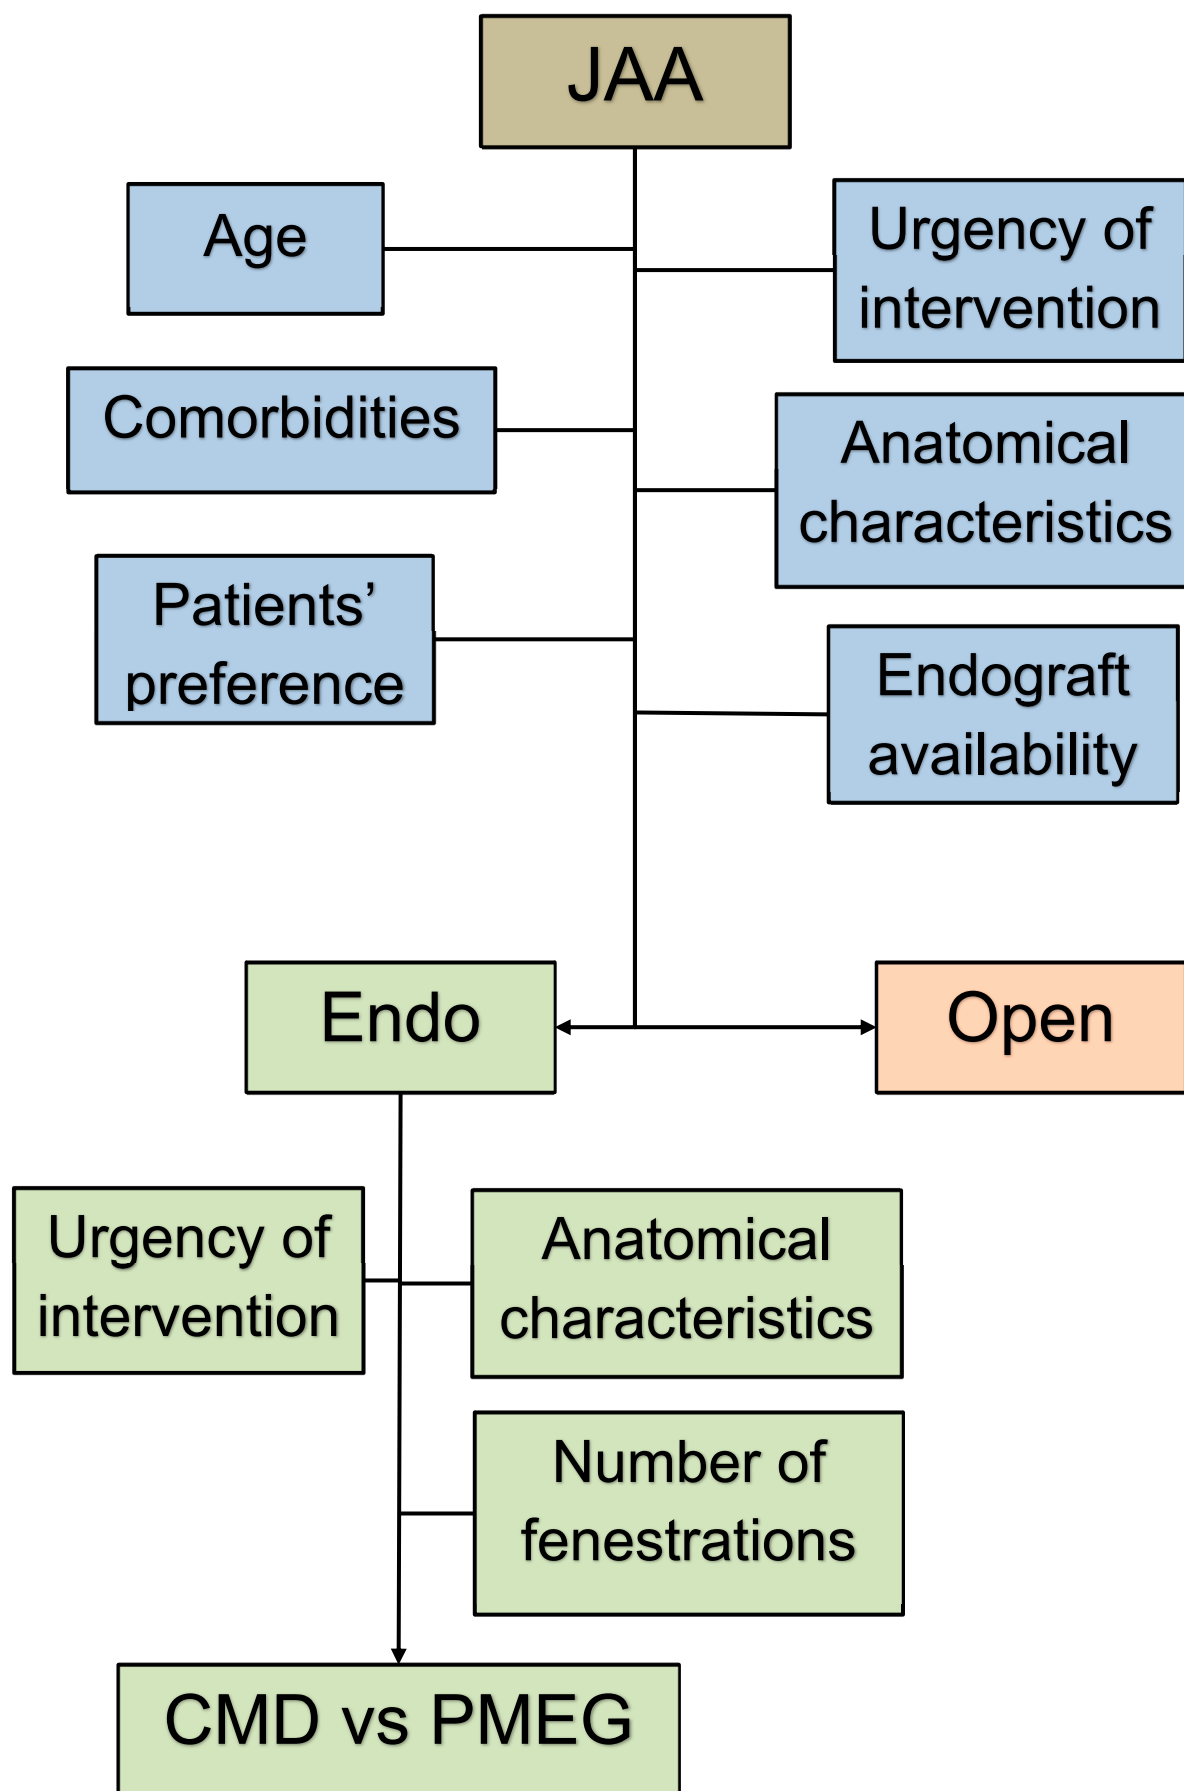 JAA
Age
Urgency of
intervention
Comorbidities
Anatomical
characteristics
Patients’
preference
Endograft
availability
Endo
Open
Urgency of
intervention
Anatomical
characteristics
Number of
fenestrations
CMD vs PMEG